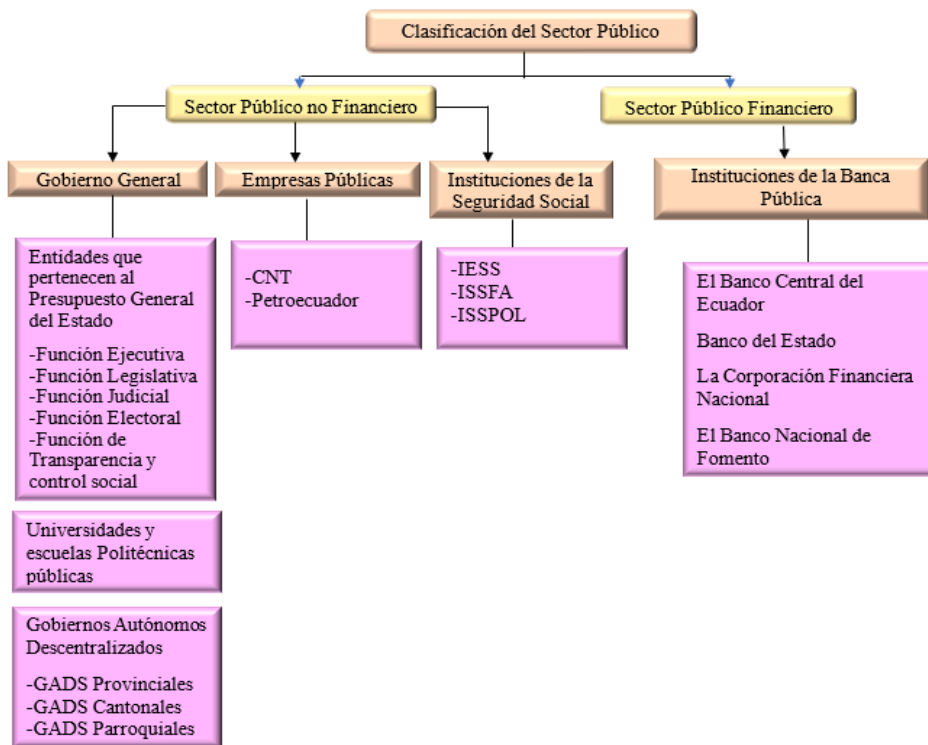 Clasificación del Sector Público
Sector Público no Financiero
Sector Público Financiero
Gobierno General
Empresas Públicas
Instituciones de la
Seguridad Social
Instituciones de la Banca
Pública
Entidades que
pertenecen al
Presupuesto General
del Estado
-Función Ejecutiva
-Función Legislativa
-Función Judicial
-Función Electoral
-Función de
Transparencia y
control social
-CNT
-Petroecuador
-IESS
-ISSFA
-ISSPOL
El Banco Central del
Ecuador
Banco del Estado
La Corporación Financiera
Nacional
El Banco Nacional de
Fomento
Universidades y
escuelas Politécnicas
públicas
Gobiernos Autónomos
Descentralizados
-GADS Provinciales
-GADS Cantonales
-GADS Parroquiales